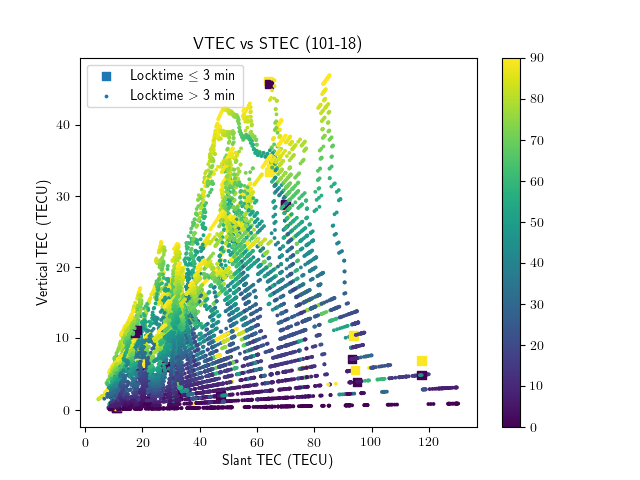 VTEC vs STEC (101-18)
Locktime ≤ 3 min
Locktime > 3 min
Vertical TEC (TECU)
40
30
20
10
0
0 20 40 60 80 100 120
Slant TEC (TECU)
90
80
70
60
50
40
30
20
10
0